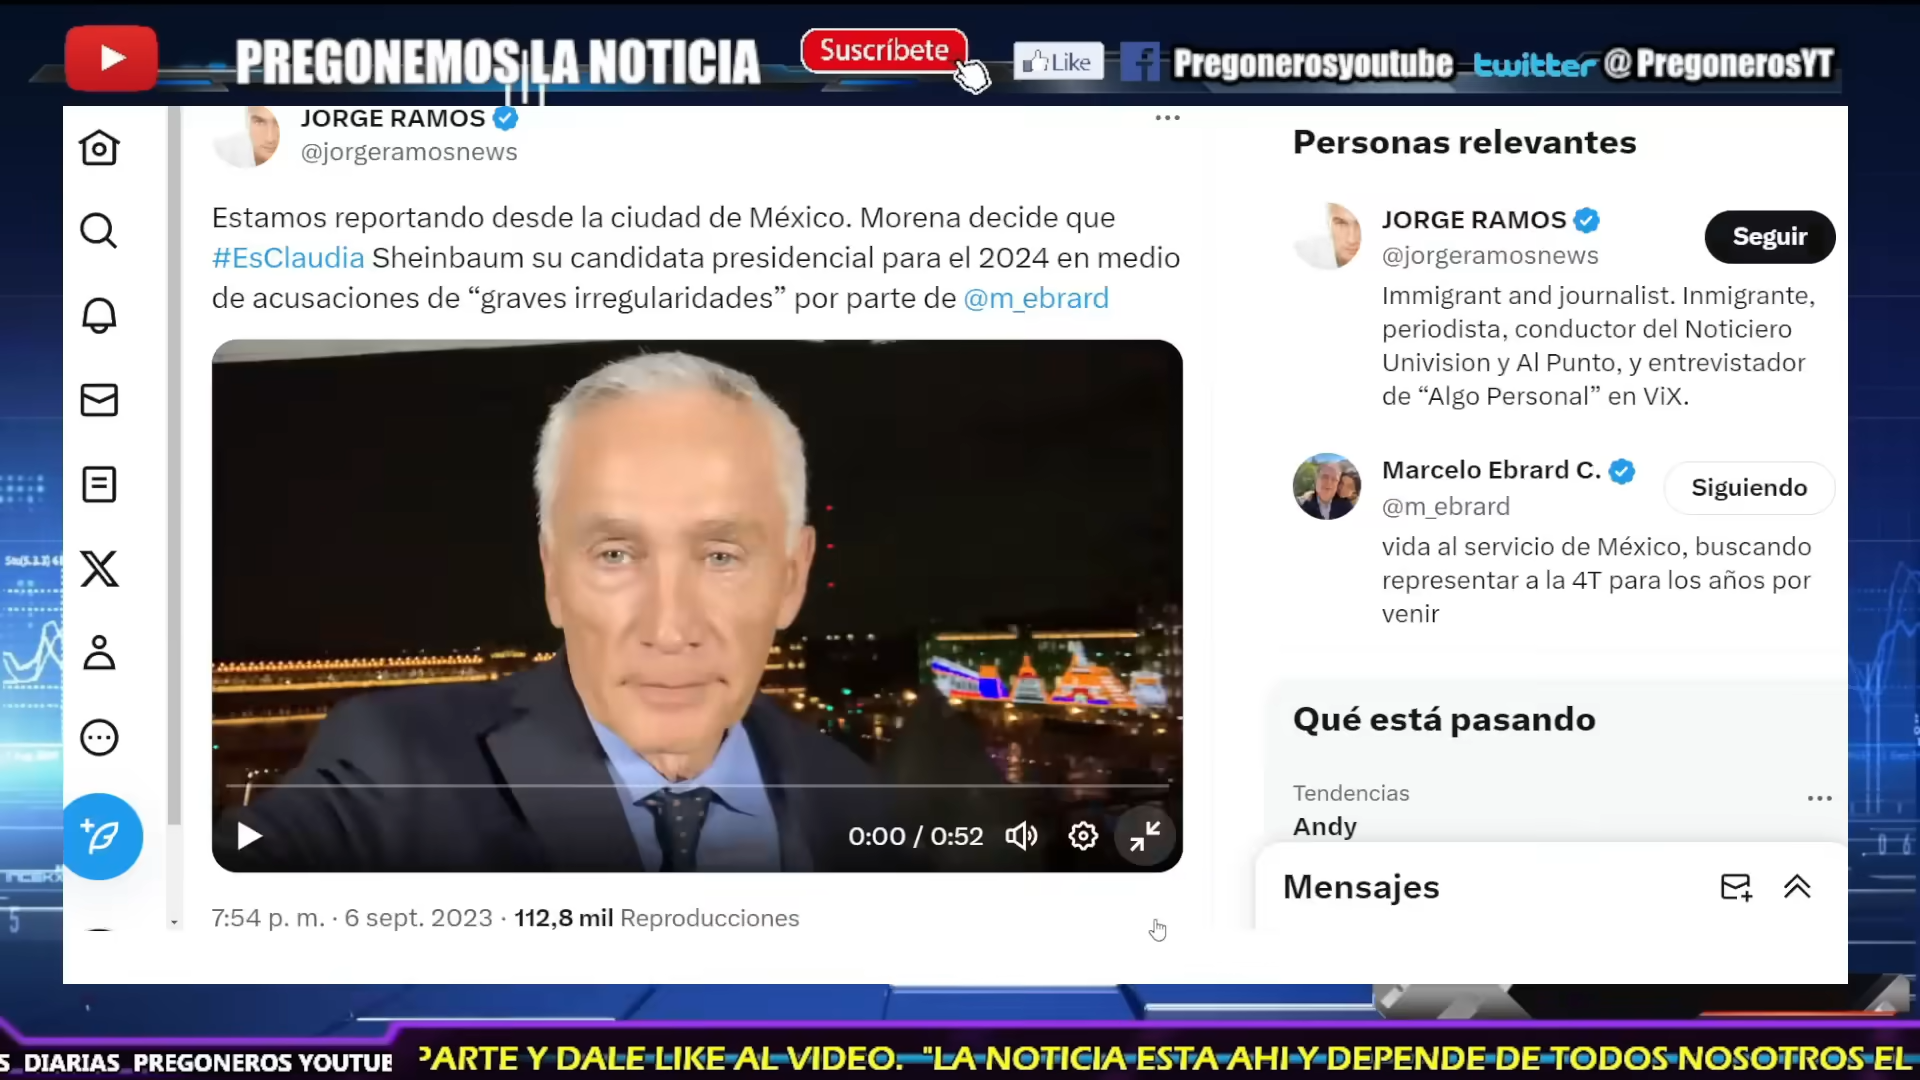 PREGONEMOS LA NOTICIA
Suscríbete
Like
Pregonerosyoutube
twitter @PregonerosYT
JORGE RAMOS
@jorgeramosnews
Estamos reportando desde la ciudad de México. Morena decide que
#EsClaudia Sheinbaum su candidata presidencial para el 2024 en medio
de acusaciones de “graves irregularidades” por parte de @m_ebrard
0:00 / 0:52
7:54 p. m. · 6 sept. 2023 · 112,8 mil Reproducciones
Personas relevantes
JORGE RAMOS
@jorgeramosnews
Seguir
Immigrant and journalist. Inmigrante,
periodista, conductor del Noticiero
Univision y Al Punto, y entrevistador
de “Algo Personal” en ViX.
Marcelo Ebrard C.
@m_ebrard
Siguiendo
vida al servicio de México, buscando
representar a la 4T para los años por
venir
Qué está pasando
Tendencias
Andy
Mensajes
S_DIARIAS_PREGONEROS YOUTUBE
PARTE Y DALE LIKE AL VIDEO. "LA NOTICIA ESTA AHI Y DEPENDE DE TODOS NOSOTROS EL